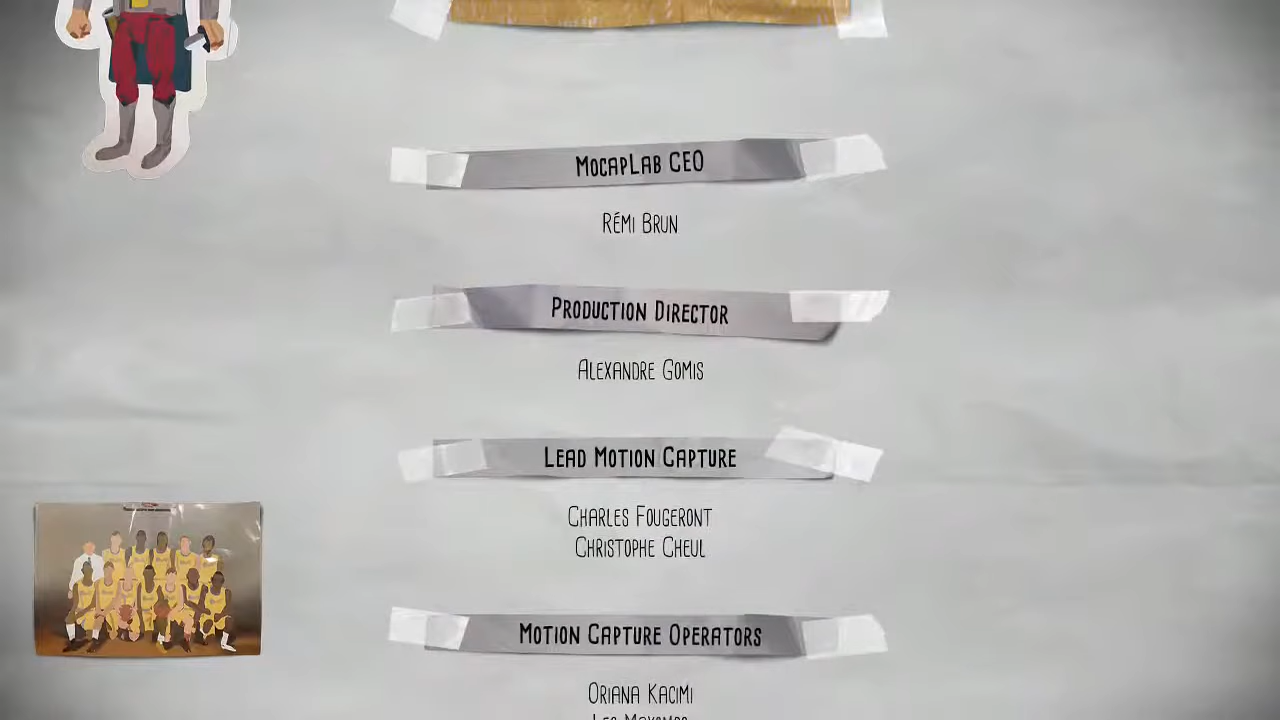 MocapLab CEO
Rémi Brun
Production Director
Alexandre Gomis
Lead Motion Capture
Charles Fougeront
Christophe Cheul
Motion Capture Operators
Oriana Kacimi